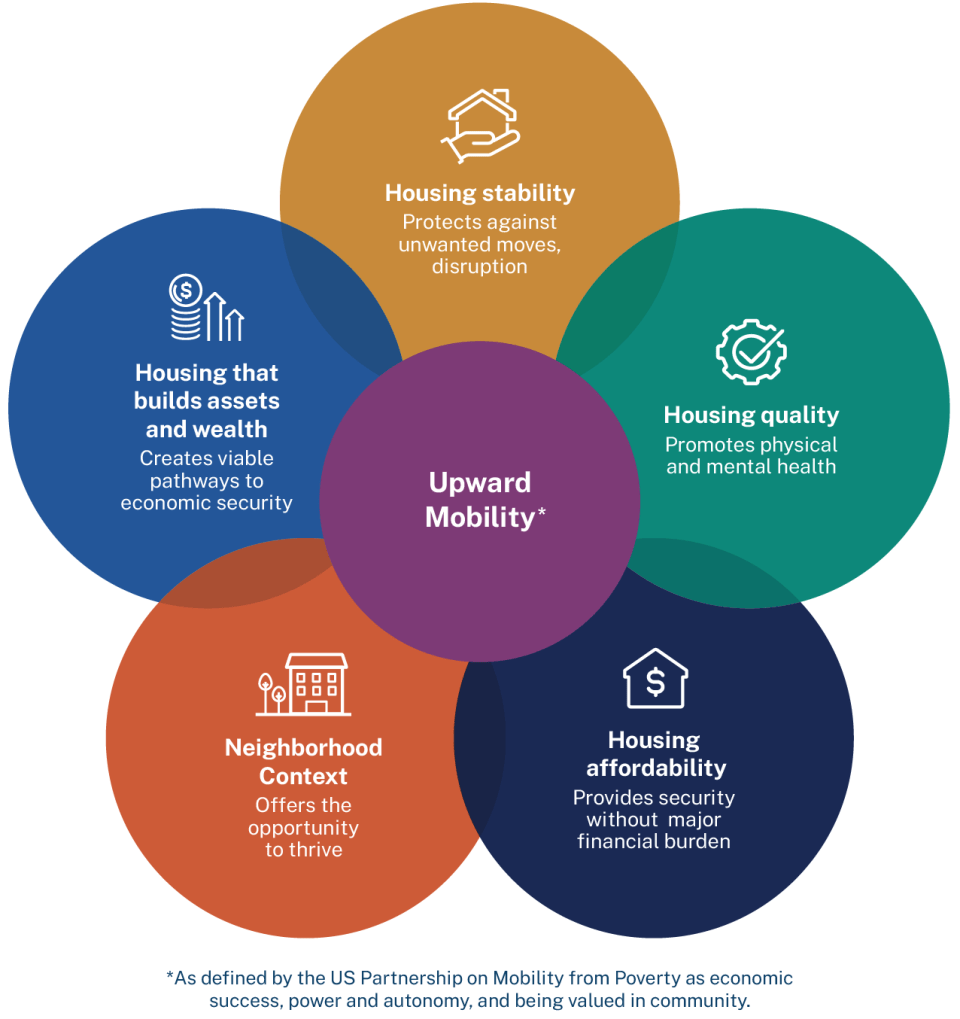 Housing stability
Protects against
unwanted moves,
disruption
$
Housing that
builds assets
and wealth
Creates viable
pathways to
economic security
Housing quality
Promotes physical
and mental health
Upward
Mobility*
Neighborhood
Context
Offers the
opportunity
to thrive
$
Housing
affordability
Provides security
without major
financial burden
*As defined by the US Partnership on Mobility from Poverty as economic
success, power and autonomy, and being valued in community.